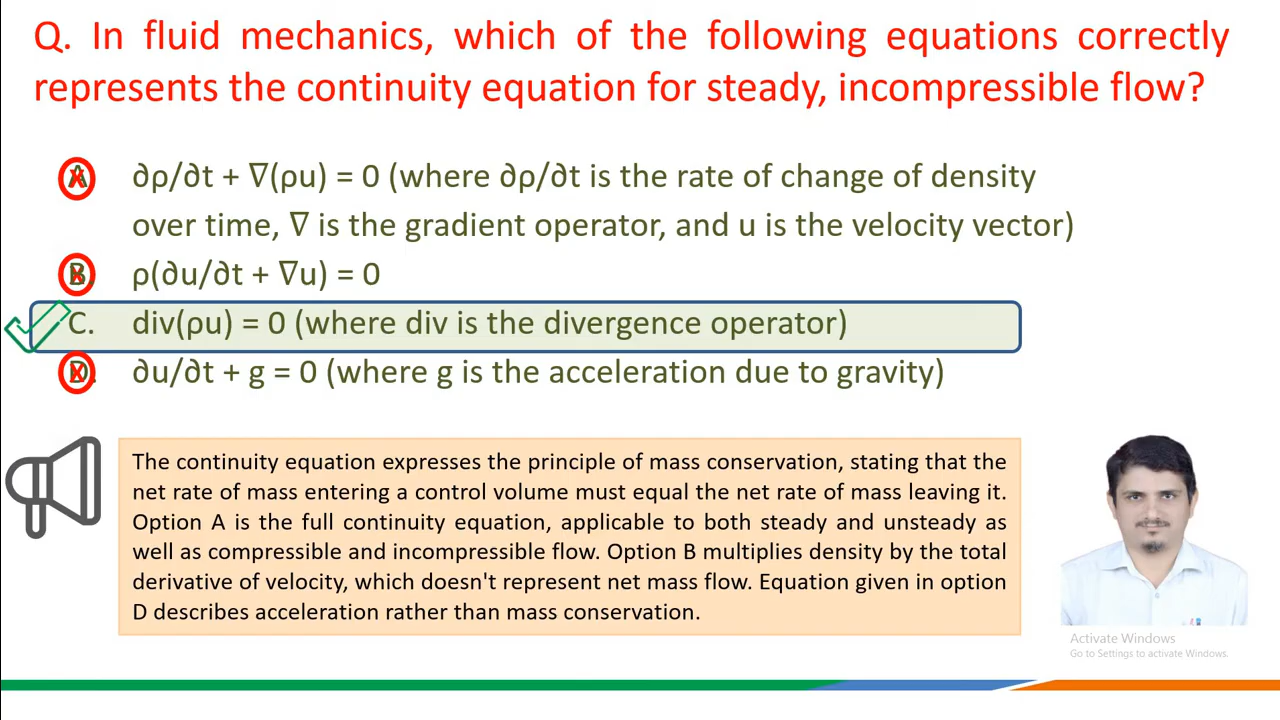 Q. In fluid mechanics, which of the following equations correctly
represents the continuity equation for steady, incompressible flow?
A. ∂ρ/∂t + ∇(ρu) = 0 (where ∂ρ/∂t is the rate of change of density
over time, ∇ is the gradient operator, and u is the velocity vector)
B. ρ(∂u/∂t + ∇u) = 0
C. div(ρu) = 0 (where div is the divergence operator)
D. ∂u/∂t + g = 0 (where g is the acceleration due to gravity)
The continuity equation expresses the principle of mass conservation, stating that the
net rate of mass entering a control volume must equal the net rate of mass leaving it.
Option A is the full continuity equation, applicable to both steady and unsteady as
well as compressible and incompressible flow. Option B multiplies density by the total
derivative of velocity, which doesn't represent net mass flow. Equation given in option
D describes acceleration rather than mass conservation.
Activate Windows
Go to Settings to activate Windows.